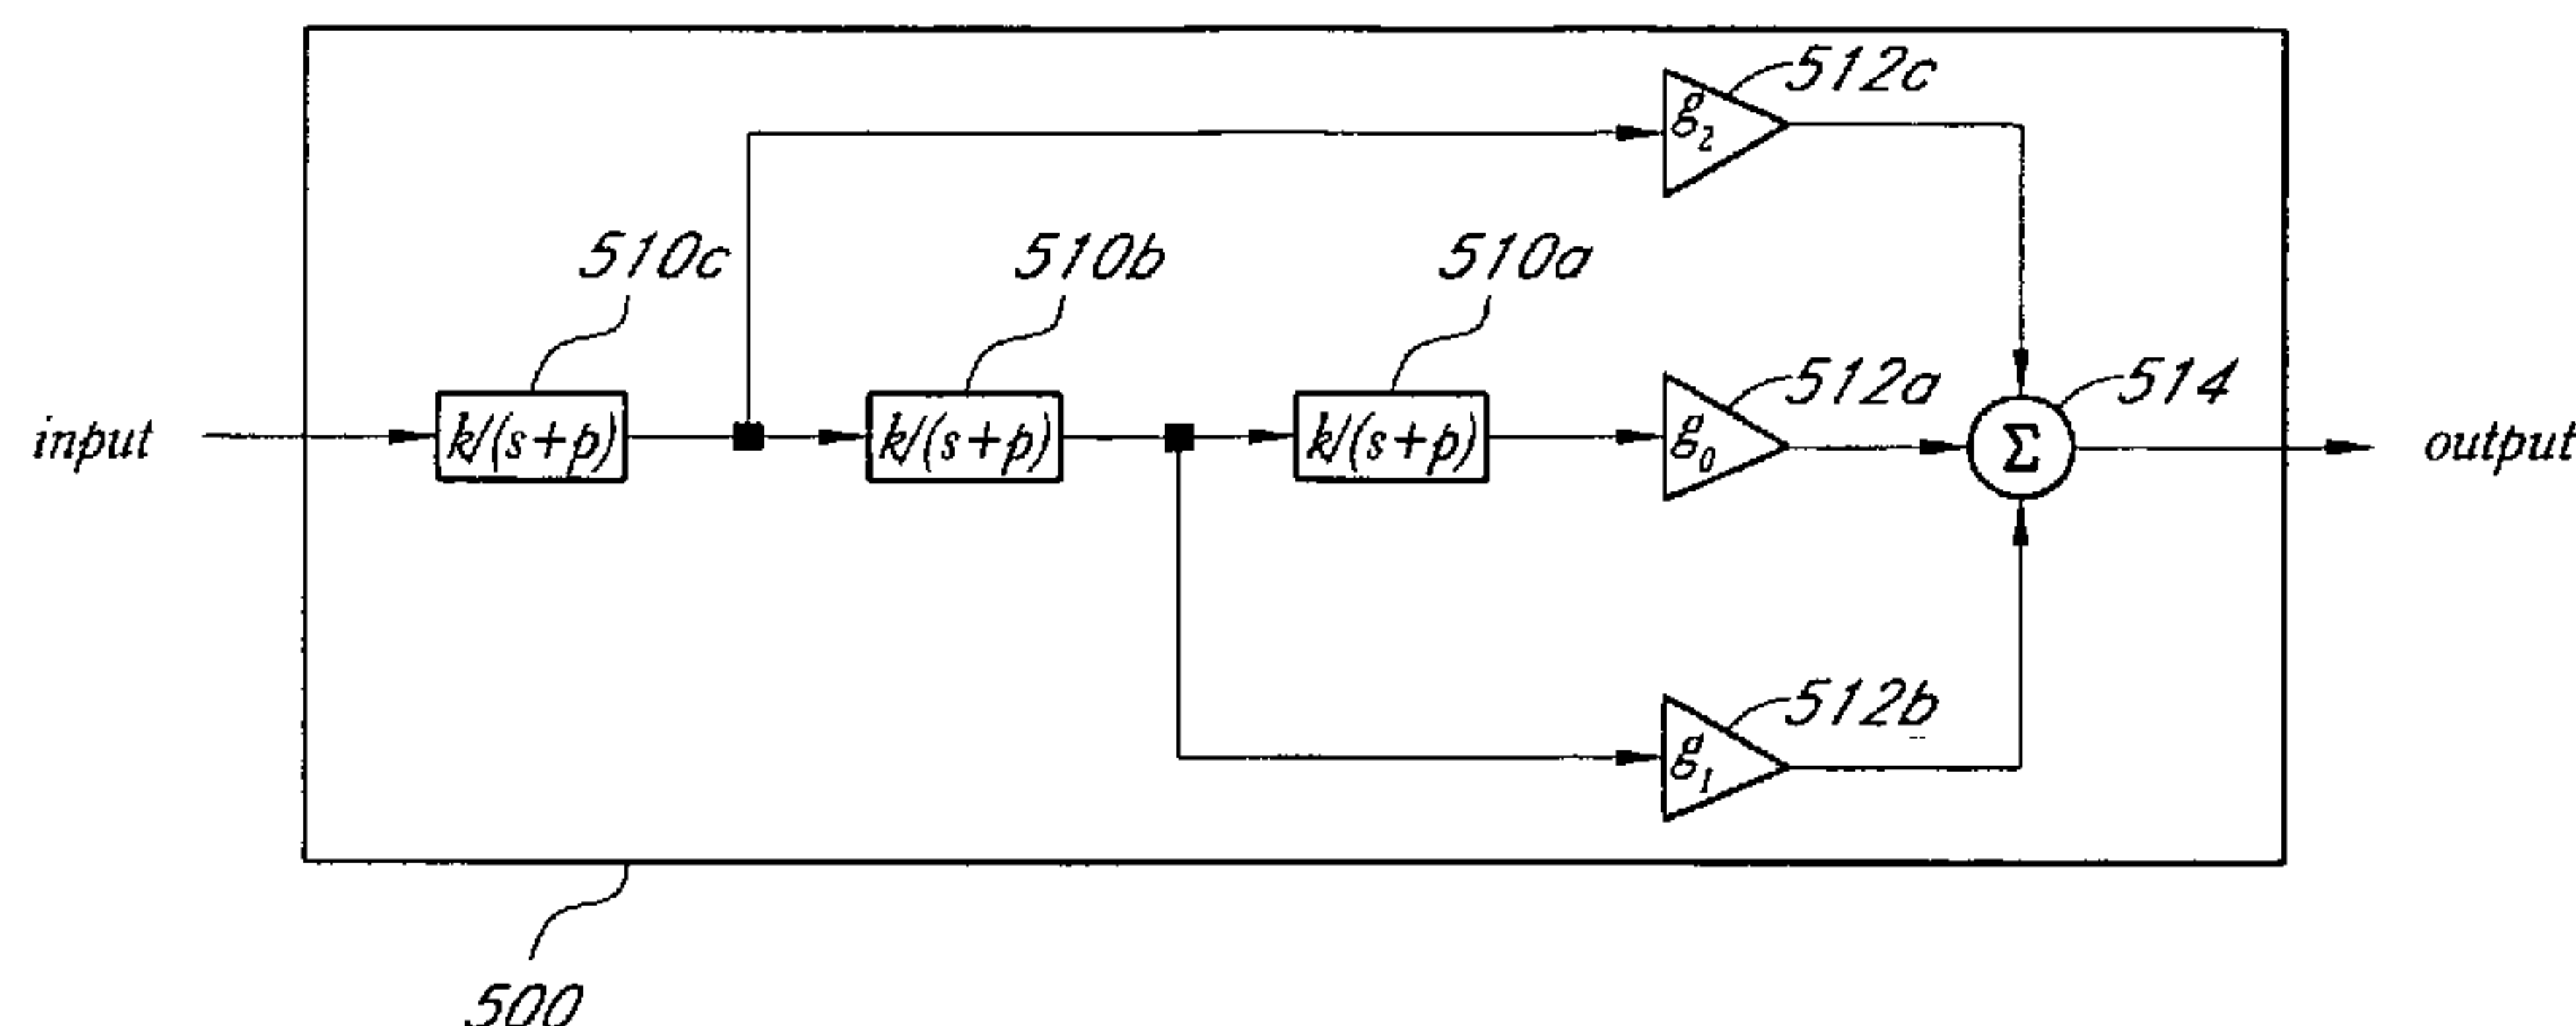 512c
g2
510c
510b
510a
512a
514
input
k/(s+p)
k/(s+p)
k/(s+p)
g0
Σ
output
512b
g1
500